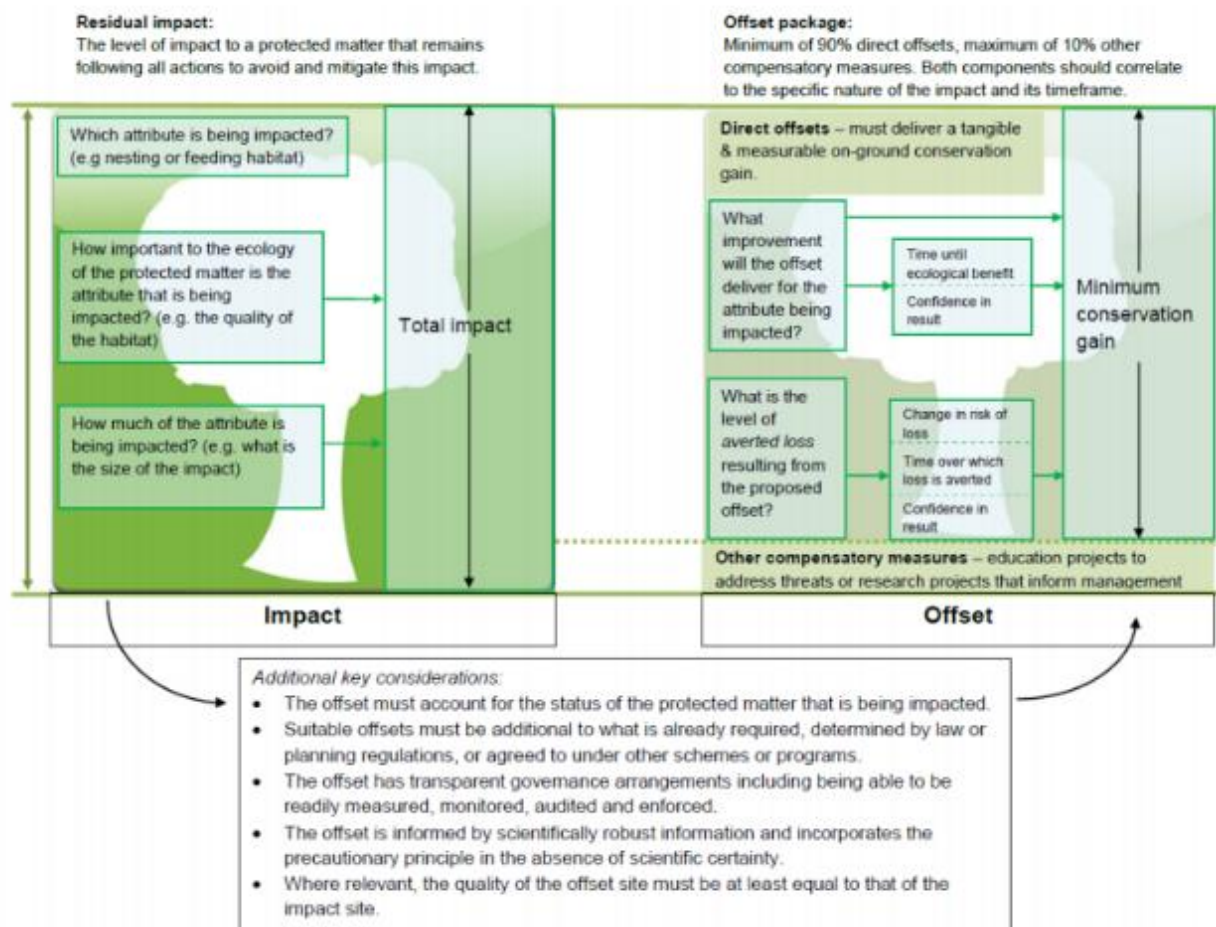 Residual impact:
The level of impact to a protected matter that remains
following all actions to avoid and mitigate this impact.
Offset package:
Minimum of 90% direct offsets, maximum of 10% other
compensatory measures. Both components should correlate
to the specific nature of the impact and its timeframe.
Which attribute is being impacted?
(e.g nesting or feeding habitat)
How important to the ecology
of the protected matter is the
attribute that is being
impacted? (e.g. the quality of
the habitat)
How much of the attribute is
being impacted? (e.g. what is
the size of the impact)
Total impact
Direct offsets – must deliver a tangible
& measurable on-ground conservation
gain.
What
improvement
will the offset
deliver for the
attribute being
impacted?
Time until
ecological benefit
Confidence in
result
What is the
level of
averted loss
resulting from
the proposed
offset?
Change in risk of
loss
Time over which
loss is averted
Confidence in
result
Minimum
conservation
gain
Other compensatory measures – education projects to
address threats or research projects that inform management
Impact
Offset
Additional key considerations:
• The offset must account for the status of the protected matter that is being impacted.
• Suitable offsets must be additional to what is already required, determined by law or
planning regulations, or agreed to under other schemes or programs.
• The offset has transparent governance arrangements including being able to be
readily measured, monitored, audited and enforced.
• The offset is informed by scientifically robust information and incorporates the
precautionary principle in the absence of scientific certainty.
• Where relevant, the quality of the offset site must be at least equal to that of the
impact site.